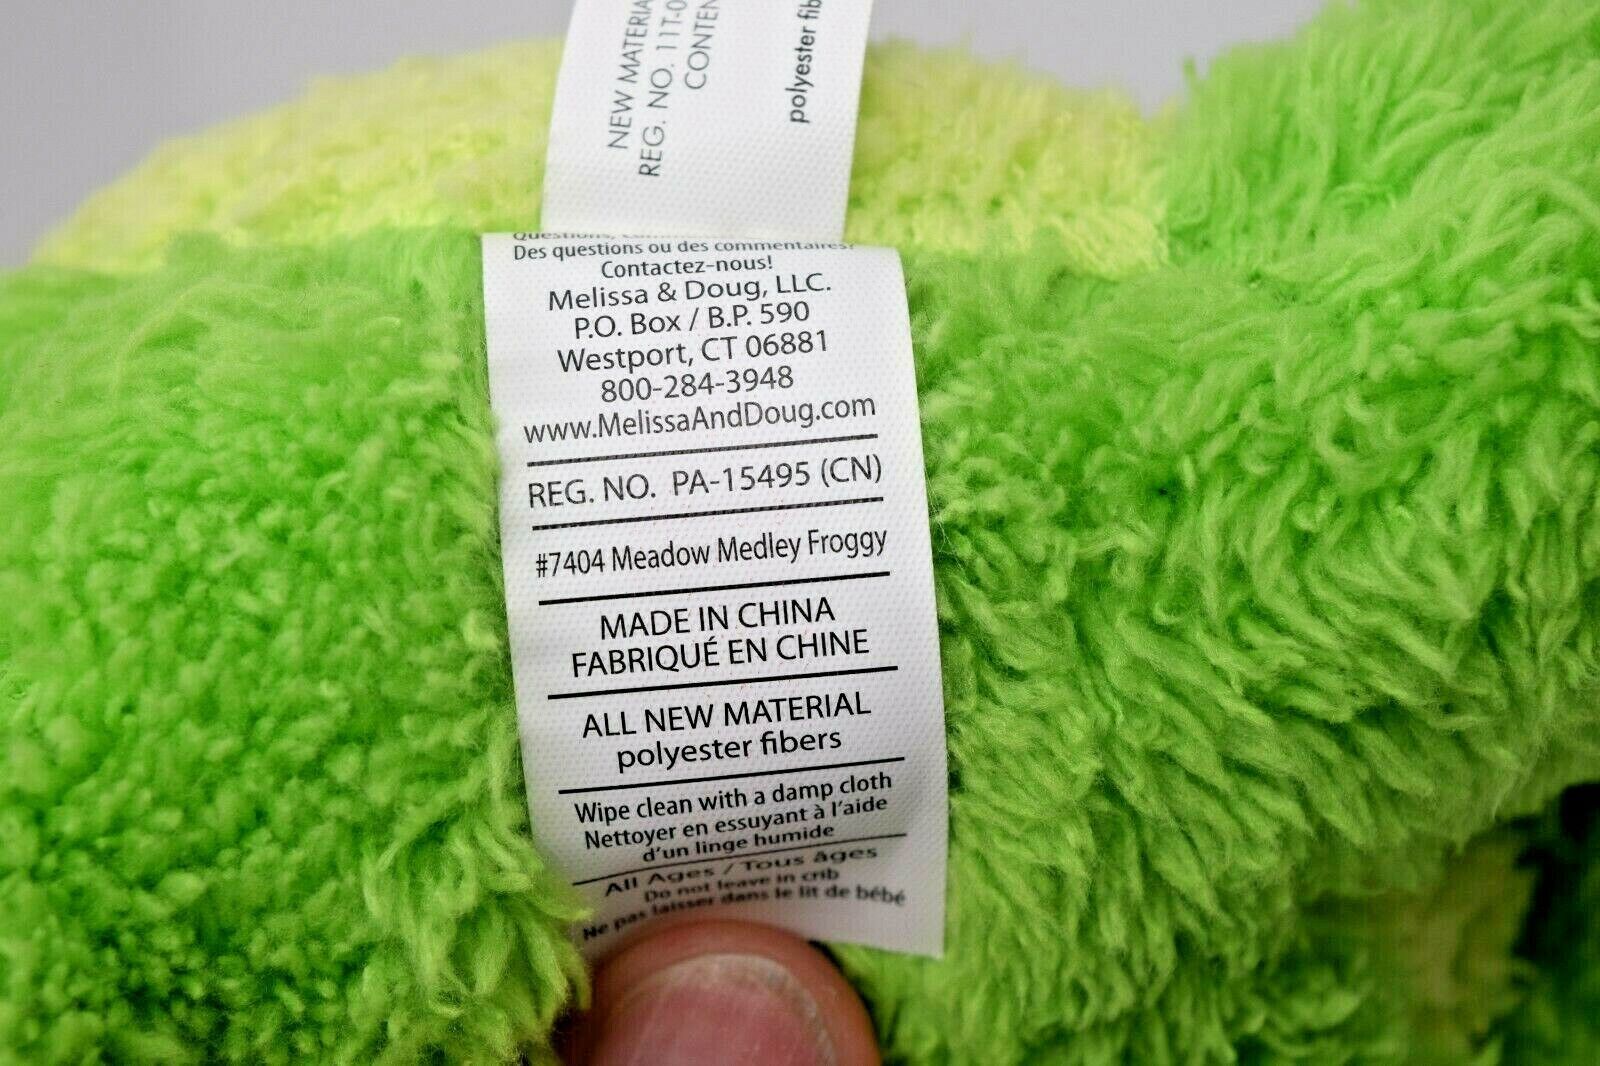 NEW MATERIA
REG. NO. 11T-0
CONTEN
polyester fib
Questions,
Des questions ou des commentaires?
Contactez-nous!
Melissa & Doug, LLC.
P.O. Box / B.P. 590
Westport, CT 06881
800-284-3948
www.MelissaAndDoug.com
REG. NO. PA-15495 (CN)
#7404 Meadow Medley Froggy
MADE IN CHINA
FABRIQUÉ EN CHINE
ALL NEW MATERIAL
polyester fibers
Wipe clean with a damp cloth
Nettoyer en essuyant à l'aide
d'un linge humide
All Ages / Tous âges
Do not leave in crib
Ne pas laisser dans le lit de bébé